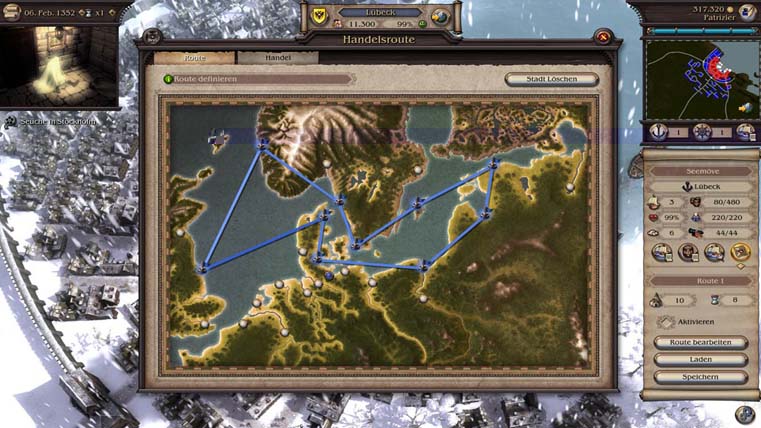 06. Feb. 1352 x1
Lübeck
11.300 99%
317.320
Patrizier
Handelsroute
Route Handel
Route definieren
Stadt Löschen
Seuche in Stockholm
1 1
Seemöve
Lübeck
3 80/480
99% 220/220
6 44/44
Route 1
10 8
Aktivieren
Route bearbeiten
Laden
Speichern